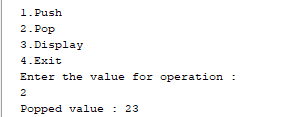 1.Push
2.Pop
3.Display
4.Exit
Enter the value for operation :
2
Popped value : 23